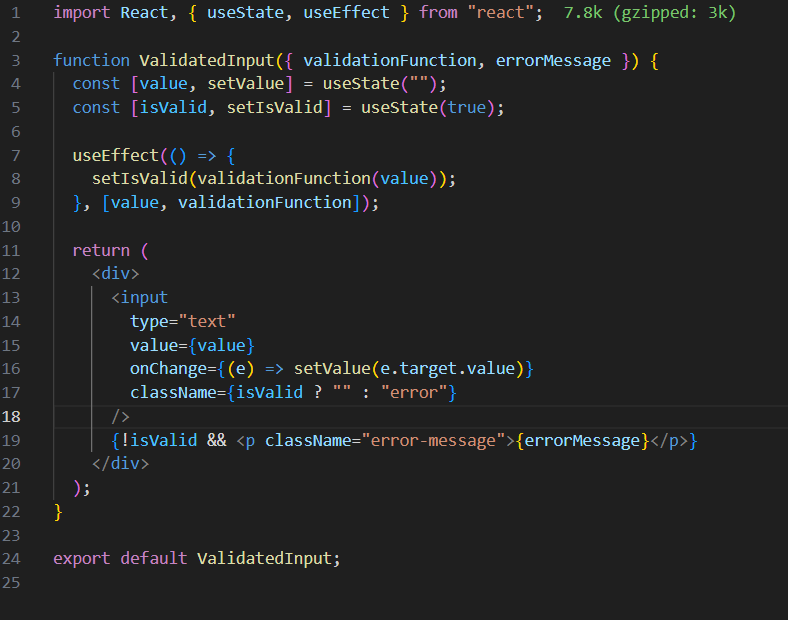 1 import React, { useState, useEffect } from "react"; 7.8k (gzipped: 3k)
2
3 function ValidatedInput({ validationFunction, errorMessage }) {
4   const [value, setValue] = useState("");
5   const [isValid, setIsValid] = useState(true);
6
7   useEffect(() => {
8     setIsValid(validationFunction(value));
9   }, [value, validationFunction]);
10
11   return (
12     <div>
13       <input
14         type="text"
15         value={value}
16         onChange={(e) => setValue(e.target.value)}
17         className={isValid ? "" : "error"}
18       />
19       {!isValid && <p className="error-message">{errorMessage}</p>}
20     </div>
21   );
22 }
23
24 export default ValidatedInput;
25